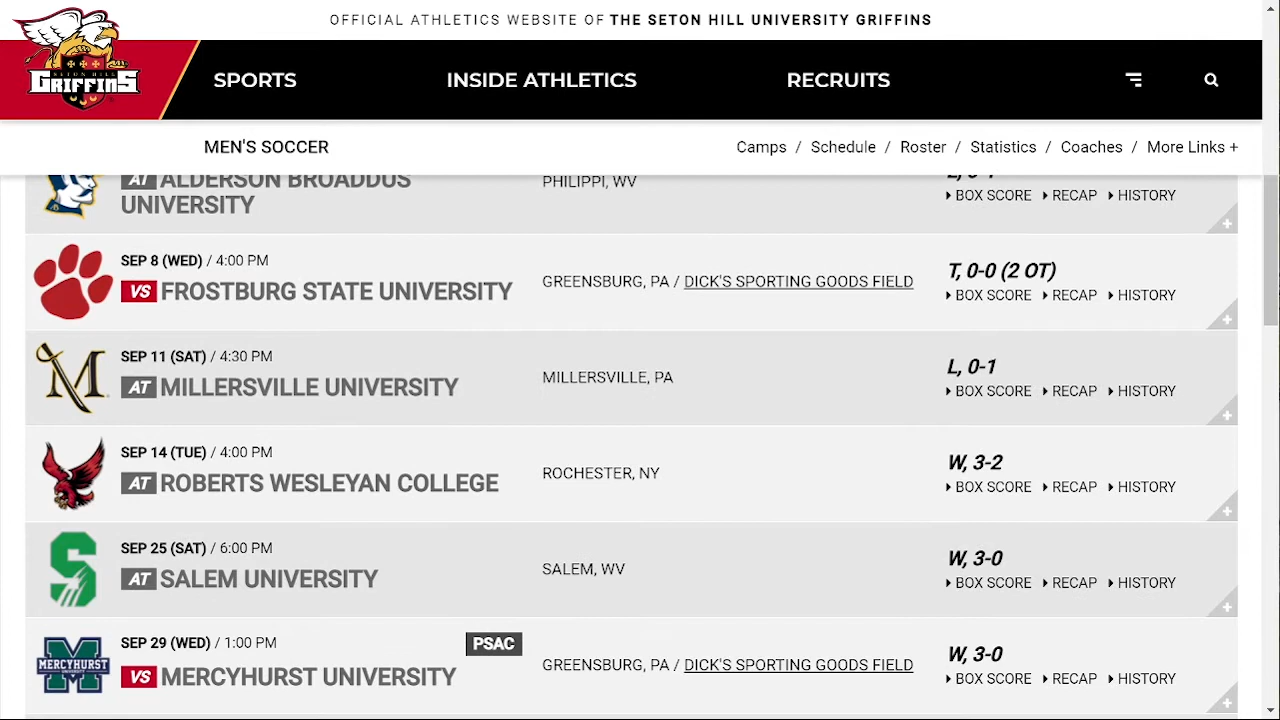 OFFICIAL ATHLETICS WEBSITE OF THE SETON HILL UNIVERSITY GRIFFINS
SETON HILL
GRIFFINS
SPORTS INSIDE ATHLETICS RECRUITS
MEN'S SOCCER Camps / Schedule / Roster / Statistics / Coaches / More Links +
AT ALDERSON BROADDUS UNIVERSITY PHILIPPI, WV L, 0-1
BOX SCORE RECAP HISTORY
+
SEP 8 (WED) / 4:00 PM
VS FROSTBURG STATE UNIVERSITY
GREENSBURG, PA / DICK'S SPORTING GOODS FIELD
T, 0-0 (2 OT)
BOX SCORE RECAP HISTORY
+
M
SEP 11 (SAT) / 4:30 PM
AT MILLERSVILLE UNIVERSITY
MILLERSVILLE, PA
L, 0-1
BOX SCORE RECAP HISTORY
+
SEP 14 (TUE) / 4:00 PM
AT ROBERTS WESLEYAN COLLEGE
ROCHESTER, NY
W, 3-2
BOX SCORE RECAP HISTORY
+
S
SEP 25 (SAT) / 6:00 PM
AT SALEM UNIVERSITY
SALEM, WV
W, 3-0
BOX SCORE RECAP HISTORY
+
M
MERCYHURST
SEP 29 (WED) / 1:00 PM
VS MERCYHURST UNIVERSITY
PSAC
GREENSBURG, PA / DICK'S SPORTING GOODS FIELD
W, 3-0
BOX SCORE RECAP HISTORY
+